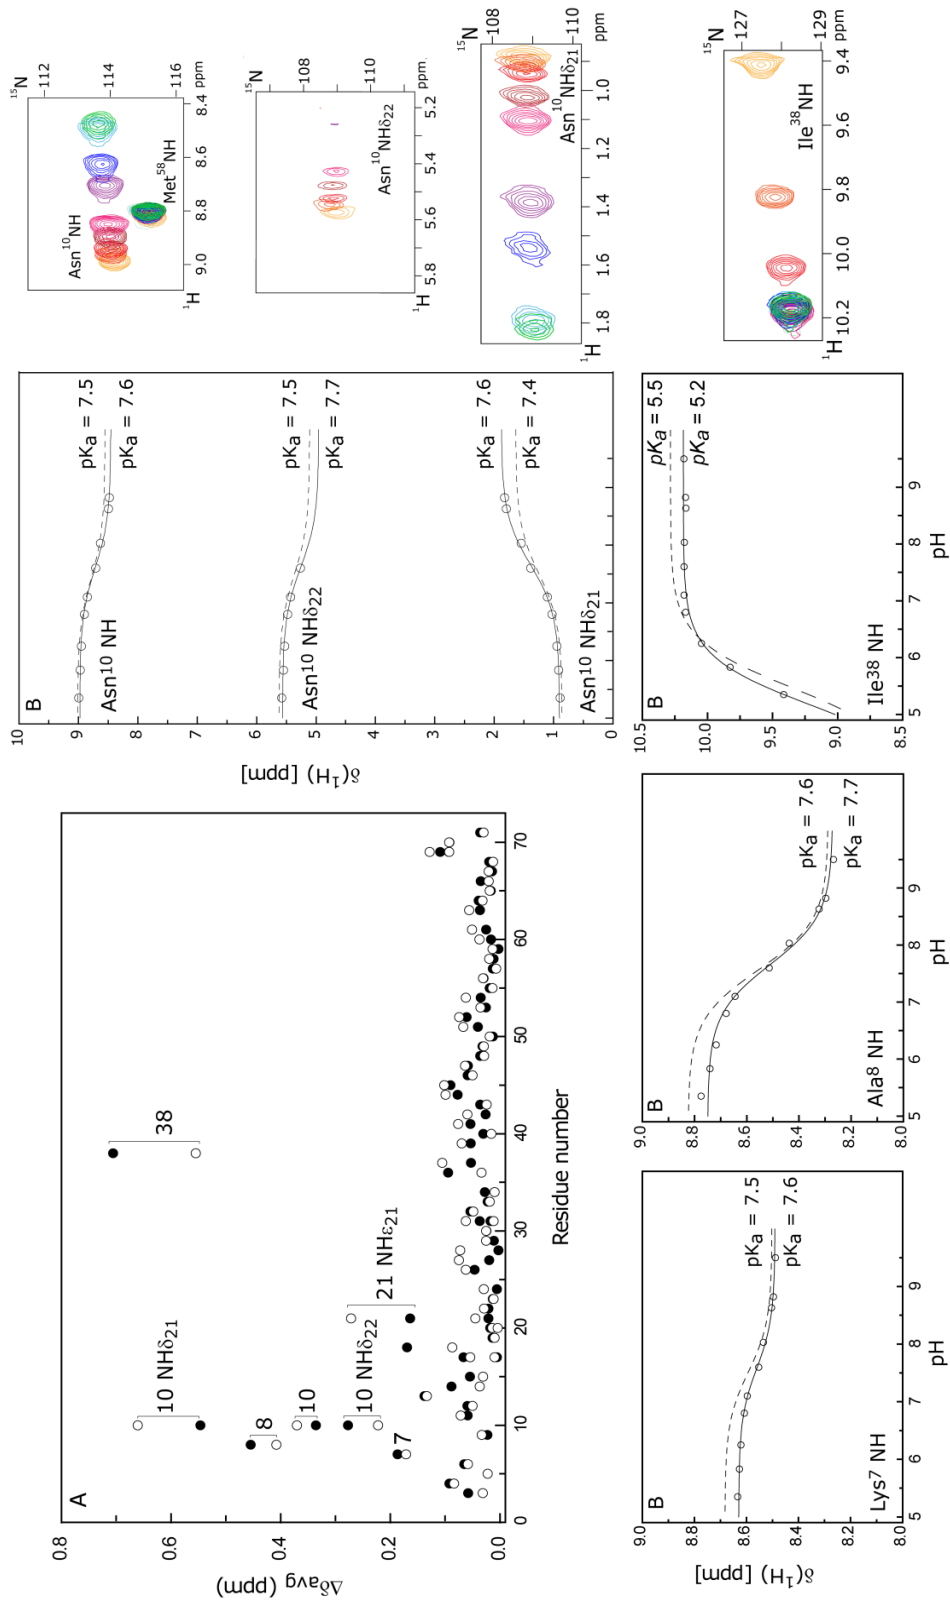 A
Δδavg (ppm)
0.8
0.6
0.4
0.2
0.0
10 NHδ21
38
8
10
10 NHδ22
21 NHε21
7
0 10 20 30 40 50 60 70
Residue number
B
δ(¹H) [ppm]
10
9
8
7
6
5
4
3
2
1
0
Asn¹⁰ NH
pKa = 7.5
pKa = 7.6
Asn¹⁰ NHδ22
pKa = 7.5
pKa = 7.7
Asn¹⁰ NHδ21
pKa = 7.6
pKa = 7.4
¹⁵N
112
114
116
ppm
Asn¹⁰NH
Met⁵⁸NH
¹H
9.0 8.8 8.6 8.4
¹⁵N
108
110
ppm
Asn¹⁰NHδ22
¹H
5.8 5.6 5.4 5.2
¹⁵N
108
110
ppm
Asn¹⁰NHδ21
¹H
1.8 1.6 1.4 1.2 1.0
B
δ(¹H) [ppm]
9.0
8.8
8.6
8.4
8.2
8.0
Lys⁷ NH
pKa = 7.5
pKa = 7.6
5 6 7 8 9
pH
B
9.0
8.8
8.6
8.4
8.2
8.0
Ala⁸ NH
pKa = 7.6
pKa = 7.7
5 6 7 8 9
pH
B
10.5
10.0
9.5
9.0
8.5
Ile³⁸ NH
pKa = 5.5
pKa = 5.2
5 6 7 8 9
pH
¹⁵N
127
129
ppm
Ile³⁸NH
¹H
10.2 10.0 9.8 9.6 9.4